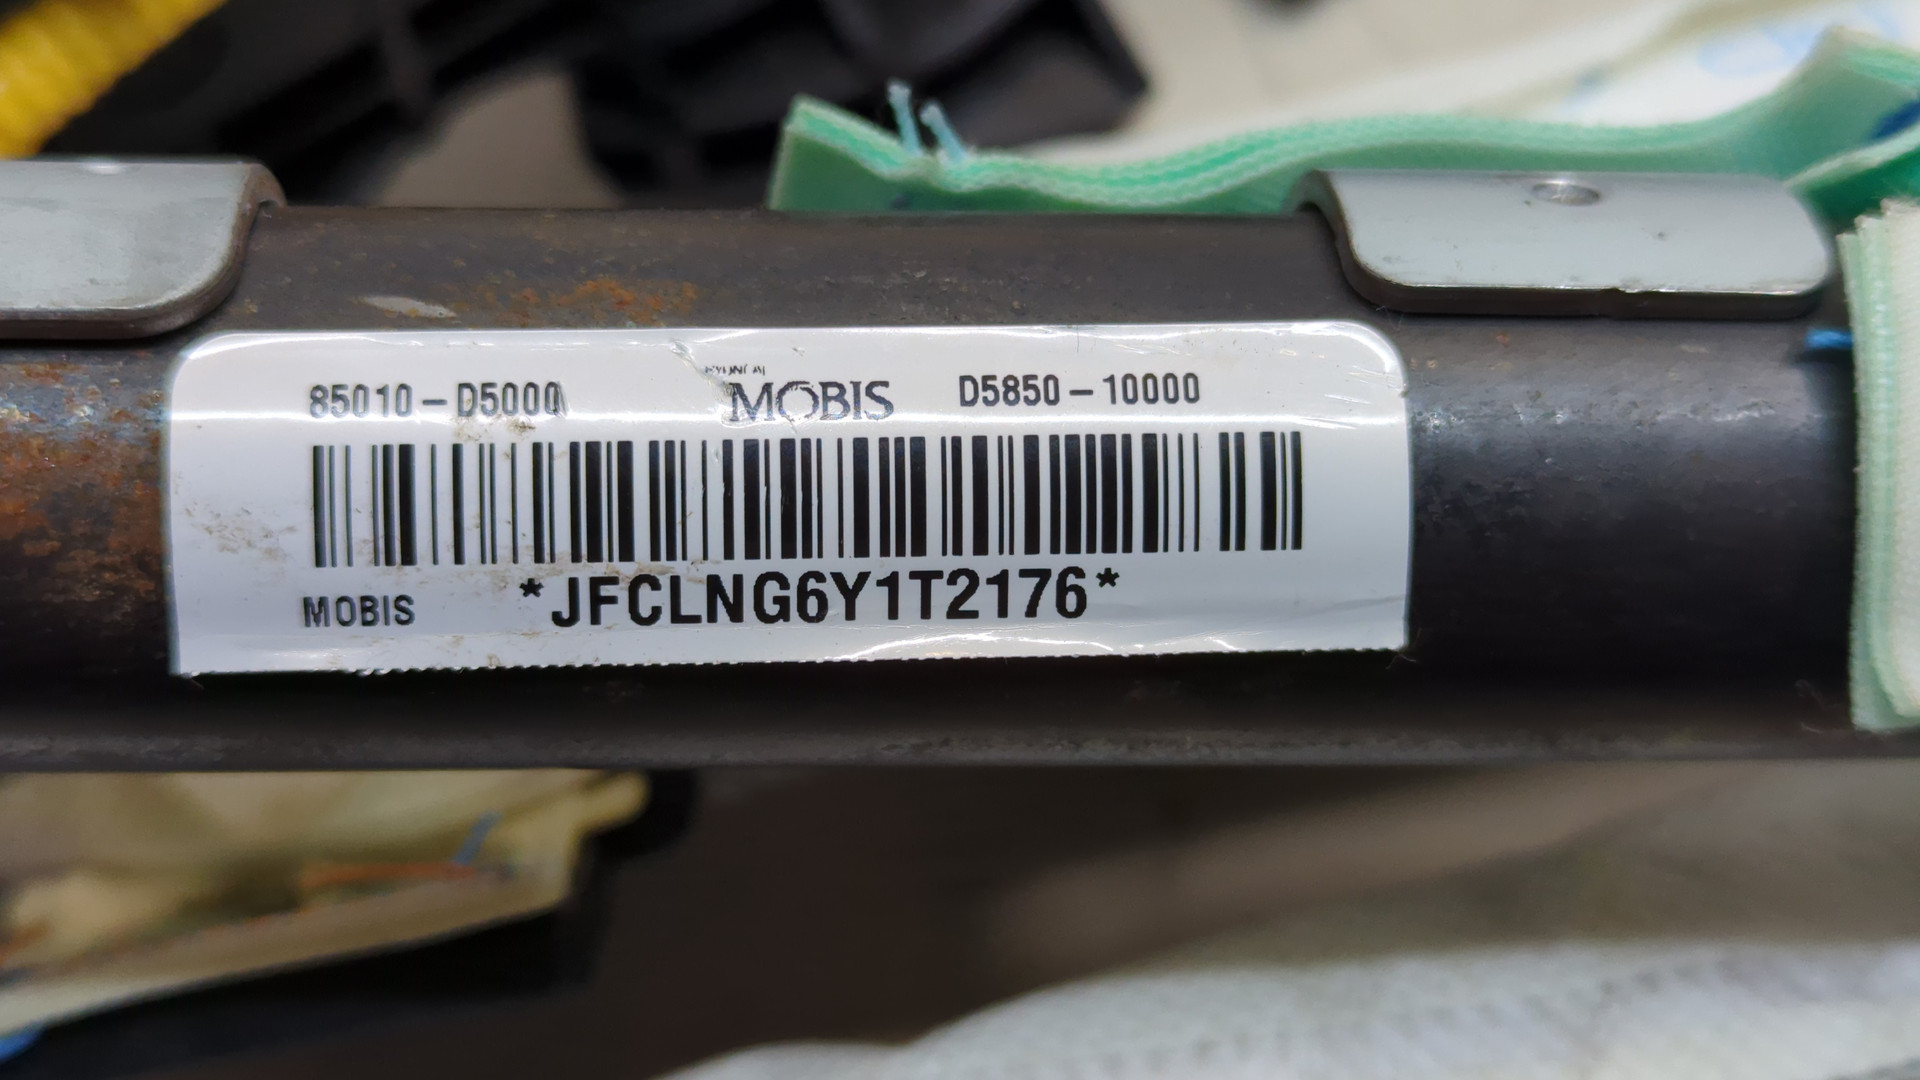 85010-D5000 MOBIS D5850-10000
MOBIS *JFCLNG6Y1T2176*